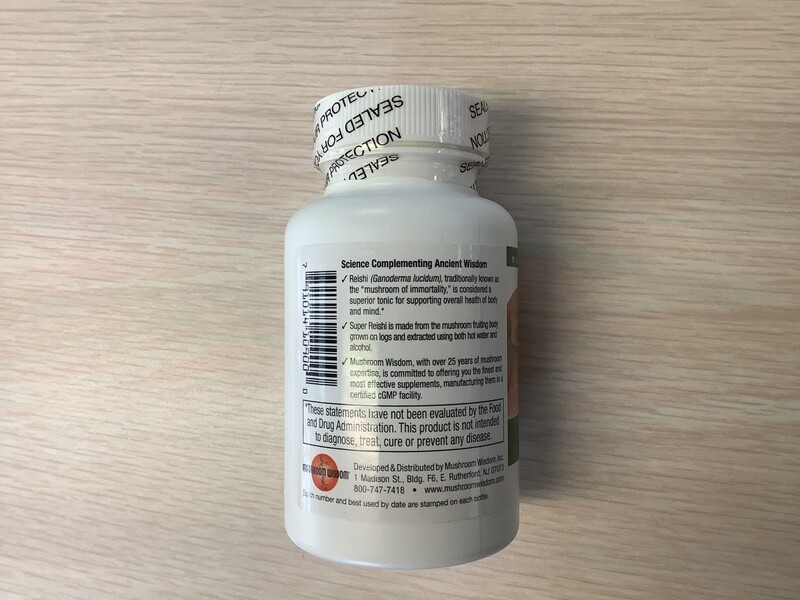 R PROTECT
SEALED FOR YO
R PROTECTION
SEALED
SEAL
Science Complementing Ancient Wisdom
✓ Reishi (Ganoderma lucidum), traditionally known as
the "mushroom of immortality," is considered a
superior tonic for supporting overall health of body
and mind.*
✓ Super Reishi is made from the mushroom fruiting body
grown on logs and extracted using both hot water and
alcohol.
✓ Mushroom Wisdom, with over 25 years of mushroom
expertise, is committed to offering you the finest and
most effective supplements, manufacturing them in a
certified cGMP facility.
*These statements have not been evaluated by the Food
and Drug Administration. This product is not intended
to diagnose, treat, cure or prevent any disease.
MUSHROOM WISDOM
Developed & Distributed by Mushroom Wisdom, Inc.
1 Madison St., Bldg. F6, E. Rutherford, NJ 07073
800-747-7418 • www.mushroomwisdom.com
Batch number and best used by date are stamped on each bottle.